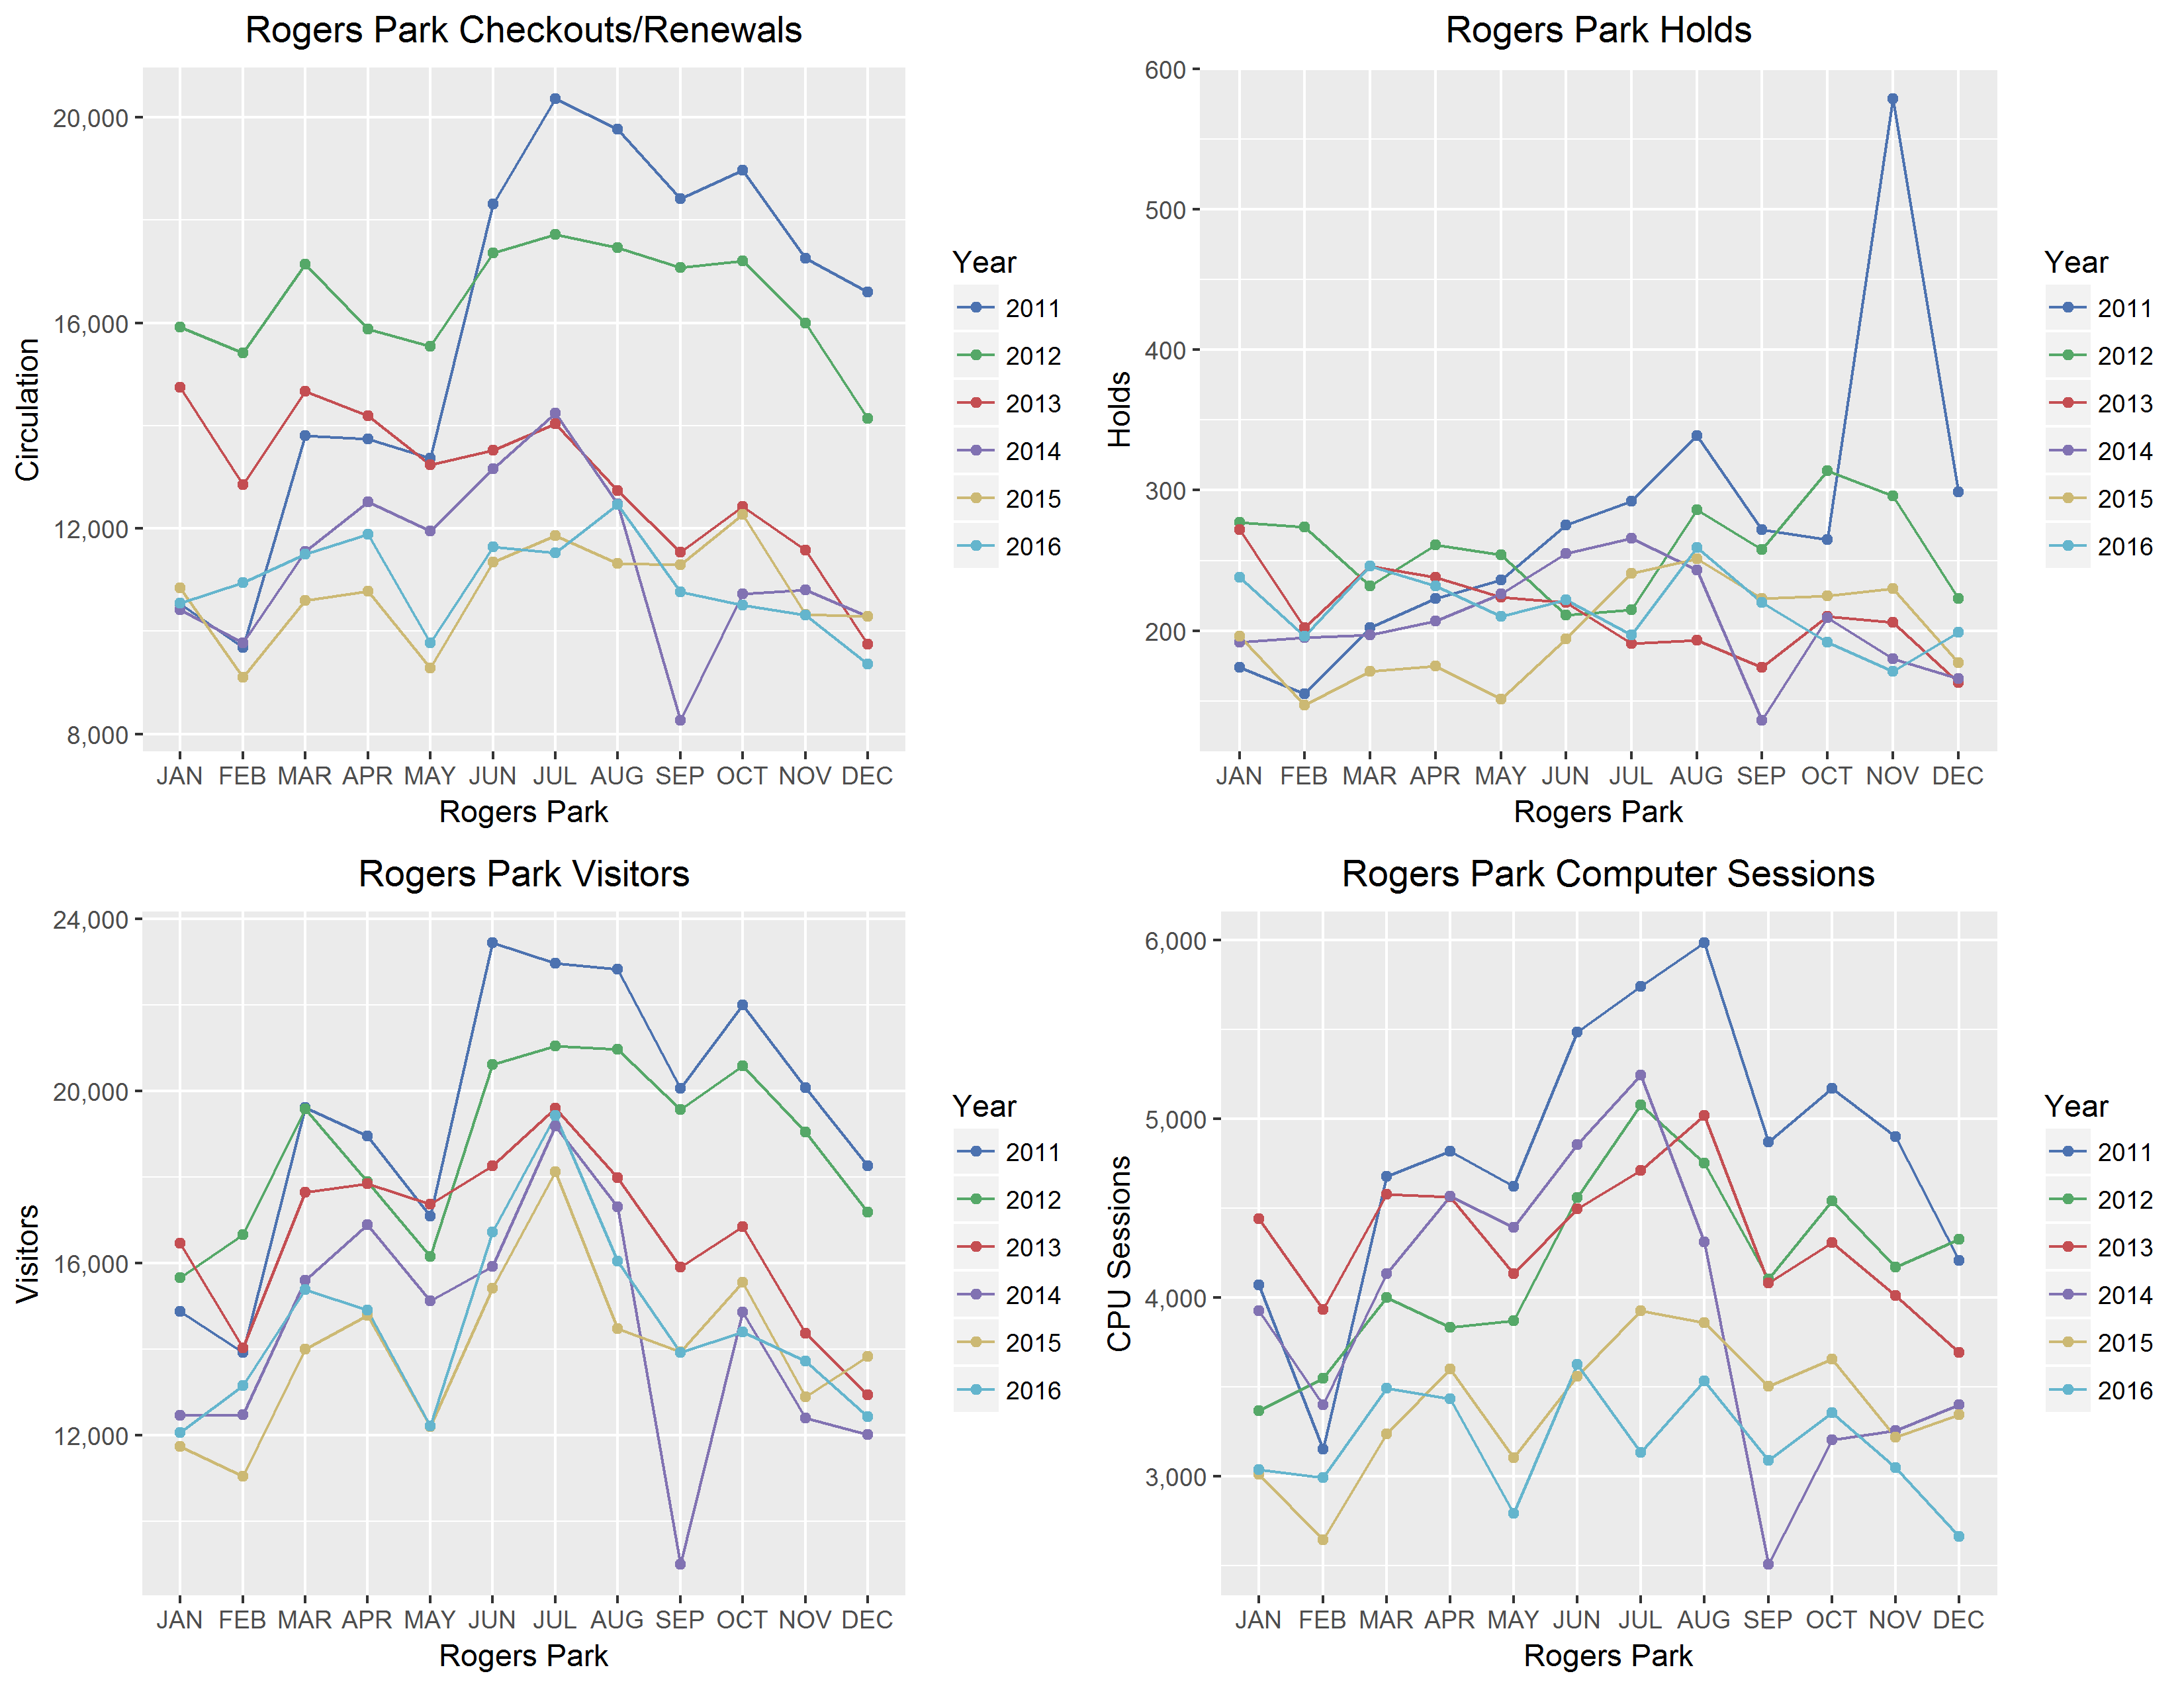 Rogers Park Checkouts/Renewals
Circulation
20,000
16,000
12,000
8,000
JAN FEB MAR APR MAY JUN JUL AUG SEP OCT NOV DEC
Rogers Park
Year
2011
2012
2013
2014
2015
2016
Rogers Park Holds
Holds
600
500
400
300
200
JAN FEB MAR APR MAY JUN JUL AUG SEP OCT NOV DEC
Rogers Park
Year
2011
2012
2013
2014
2015
2016
Rogers Park Visitors
Visitors
24,000
20,000
16,000
12,000
JAN FEB MAR APR MAY JUN JUL AUG SEP OCT NOV DEC
Rogers Park
Year
2011
2012
2013
2014
2015
2016
Rogers Park Computer Sessions
CPU Sessions
6,000
5,000
4,000
3,000
JAN FEB MAR APR MAY JUN JUL AUG SEP OCT NOV DEC
Rogers Park
Year
2011
2012
2013
2014
2015
2016